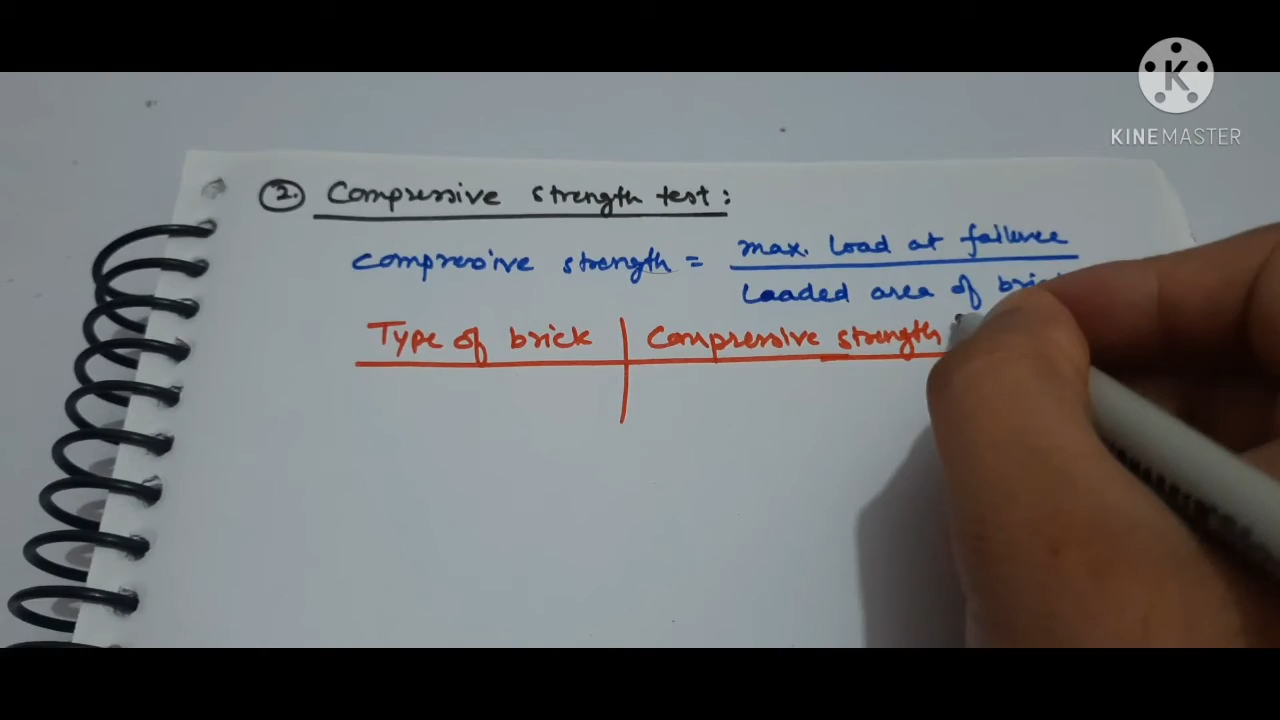 KINEMASTER
2. Compressive strength test:
compressive strength = max. load at failure
Loaded area of
Type of brick | Compressive strength